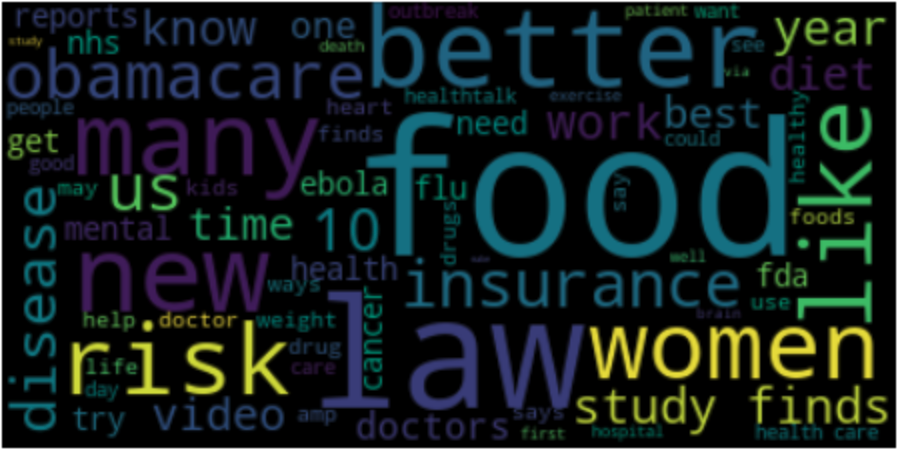 reports know one outbreak patient want year
study nhs death better see
obamacare via diet
people heart healthtalk exercise
get many finds need work best like
good could healthy
may us kids ebola flu food say
disease mental time 10 drugs foods
new health well fda
ways insurance use
help doctor weight law brain
risk cancer women
life drug
day care
try video amp doctors says study finds
first hospital health care